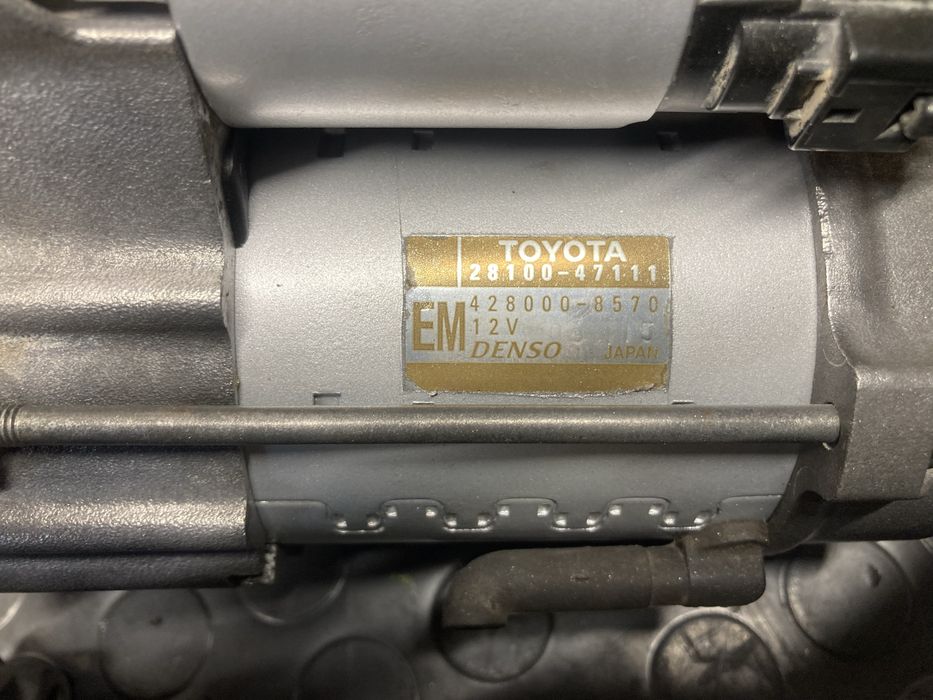 TOYOTA
28100-47111
EM
428000-8570
12V
DENSO JAPAN